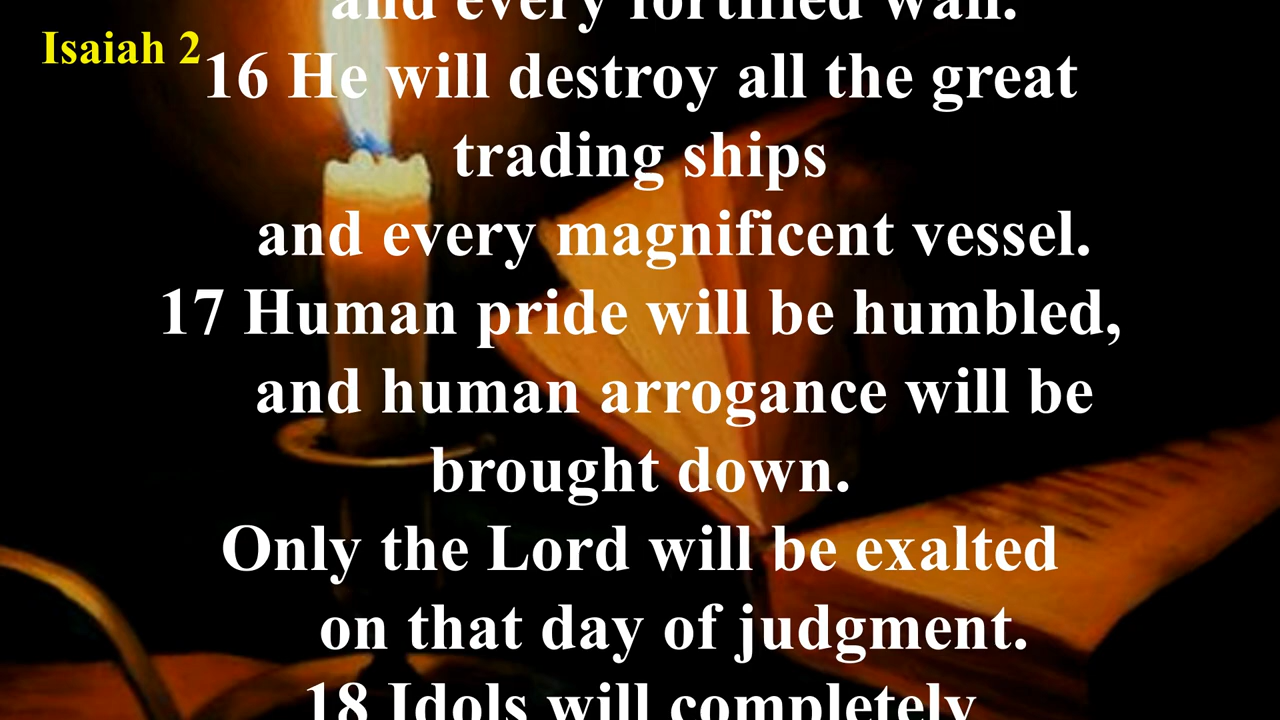 and every fortified wall.
Isaiah 2
16 He will destroy all the great
trading ships
and every magnificent vessel.
17 Human pride will be humbled,
and human arrogance will be
brought down.
Only the Lord will be exalted
on that day of judgment.
18 Idols will completely